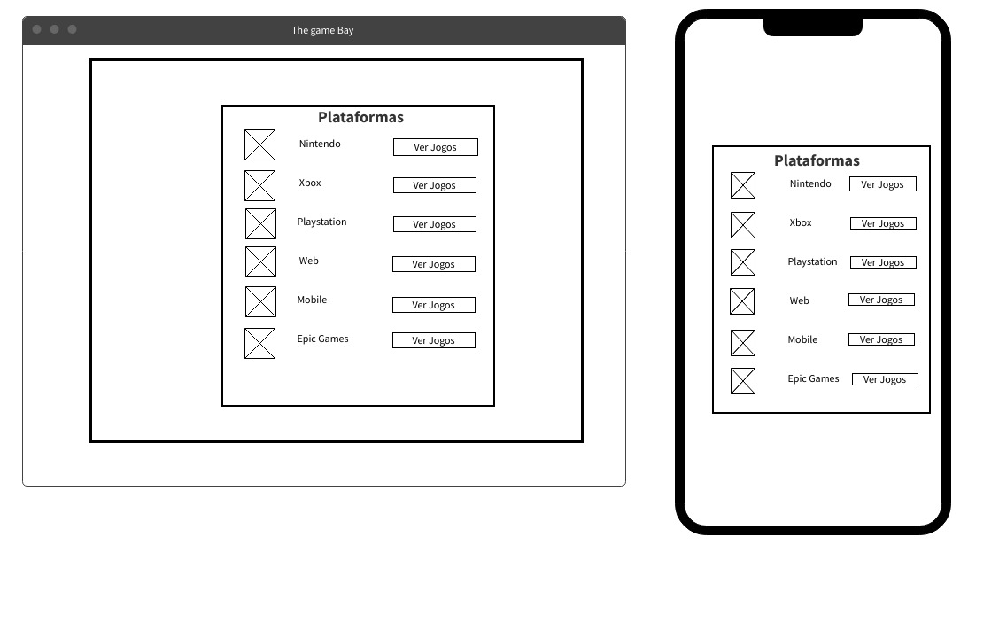 The game Bay
Plataformas
Nintendo Ver Jogos
Xbox Ver Jogos
Playstation Ver Jogos
Web Ver Jogos
Mobile Ver Jogos
Epic Games Ver Jogos
Plataformas
Nintendo Ver Jogos
Xbox Ver Jogos
Playstation Ver Jogos
Web Ver Jogos
Mobile Ver Jogos
Epic Games Ver Jogos